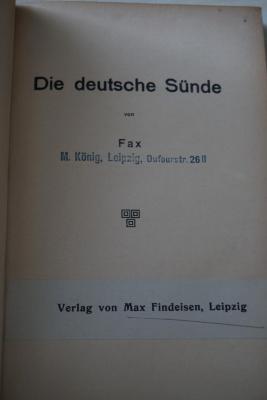 Die deutsche Sünde
von
Fax
M. König, Leipzig, Dufourstr. 26 II
Verlag von Max Findeisen, Leipzig